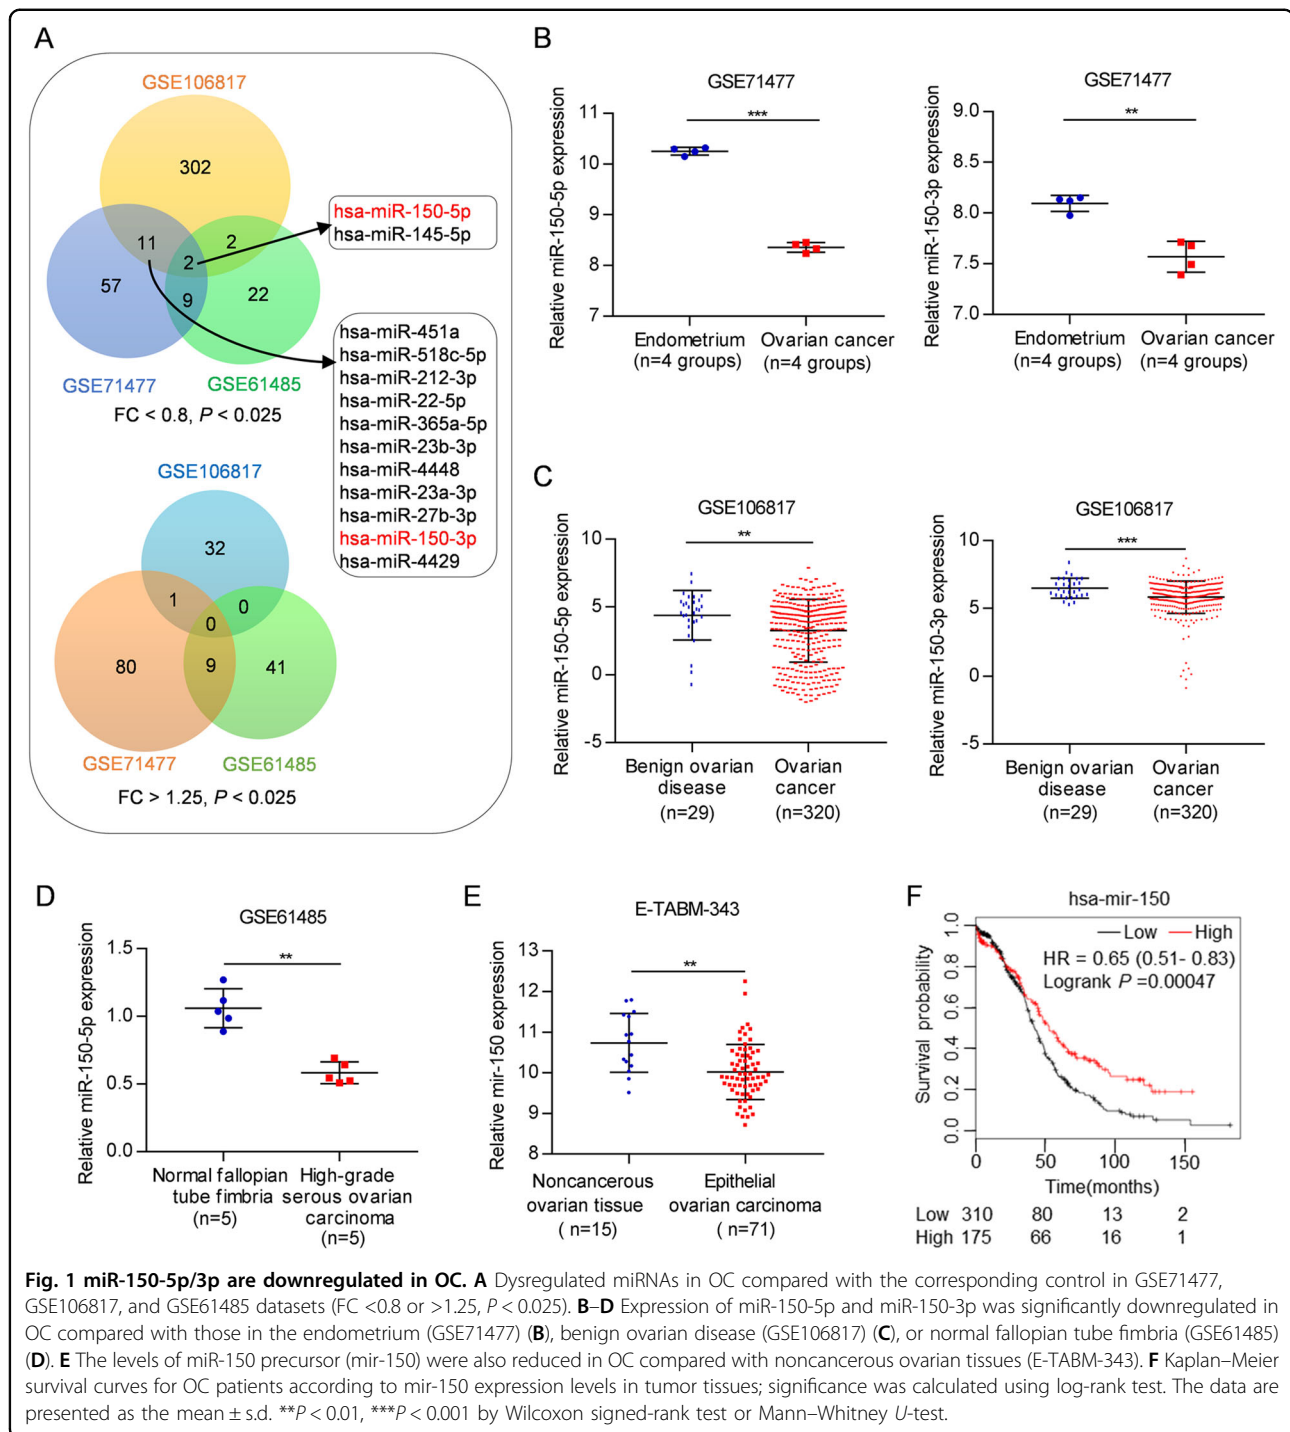 A
GSE106817
302
11
2
2
57
9
22
GSE71477
GSE61485
FC < 0.8, P < 0.025
hsa-miR-150-5p
hsa-miR-145-5p
hsa-miR-451a
hsa-miR-518c-5p
hsa-miR-212-3p
hsa-miR-22-5p
hsa-miR-365a-5p
hsa-miR-23b-3p
hsa-miR-4448
hsa-miR-23a-3p
hsa-miR-27b-3p
hsa-miR-150-3p
hsa-miR-4429
GSE106817
32
1
0
0
80
9
41
GSE71477
GSE61485
FC > 1.25, P < 0.025
B
GSE71477
Relative miR-150-5p expression
11
10
9
8
7
***
Endometrium
(n=4 groups)
Ovarian cancer
(n=4 groups)
GSE71477
Relative miR-150-3p expression
9.0
8.5
8.0
7.5
7.0
**
Endometrium
(n=4 groups)
Ovarian cancer
(n=4 groups)
C
GSE106817
Relative miR-150-5p expression
10
5
0
-5
**
Benign ovarian
disease
(n=29)
Ovarian
cancer
(n=320)
GSE106817
Relative miR-150-3p expression
10
5
0
-5
***
Benign ovarian
disease
(n=29)
Ovarian
cancer
(n=320)
D
GSE61485
Relative miR-150-5p expression
1.5
1.0
0.5
0.0
**
Normal fallopian
tube fimbria
(n=5)
High-grade
serous ovarian
carcinoma
(n=5)
E
E-TABM-343
Relative mir-150 expression
13
12
11
10
9
8
**
Noncancerous
ovarian tissue
( n=15)
Epithelial
ovarian carcinoma
(n=71)
F
hsa-mir-150
Survival probability
1.0
0.8
0.6
0.4
0.2
0.0
Low High
HR = 0.65 (0.51- 0.83)
Logrank P =0.00047
0 50 100 150
Time(months)
Low 310 80 13 2
High 175 66 16 1
Fig. 1 miR-150-5p/3p are downregulated in OC. A Dysregulated miRNAs in OC compared with the corresponding control in GSE71477,
GSE106817, and GSE61485 datasets (FC <0.8 or >1.25, P < 0.025). B–D Expression of miR-150-5p and miR-150-3p was significantly downregulated in
OC compared with those in the endometrium (GSE71477) (B), benign ovarian disease (GSE106817) (C), or normal fallopian tube fimbria (GSE61485)
(D). E The levels of miR-150 precursor (mir-150) were also reduced in OC compared with noncancerous ovarian tissues (E-TABM-343). F Kaplan–Meier
survival curves for OC patients according to mir-150 expression levels in tumor tissues; significance was calculated using log-rank test. The data are
presented as the mean ± s.d. **P < 0.01, ***P < 0.001 by Wilcoxon signed-rank test or Mann–Whitney U-test.